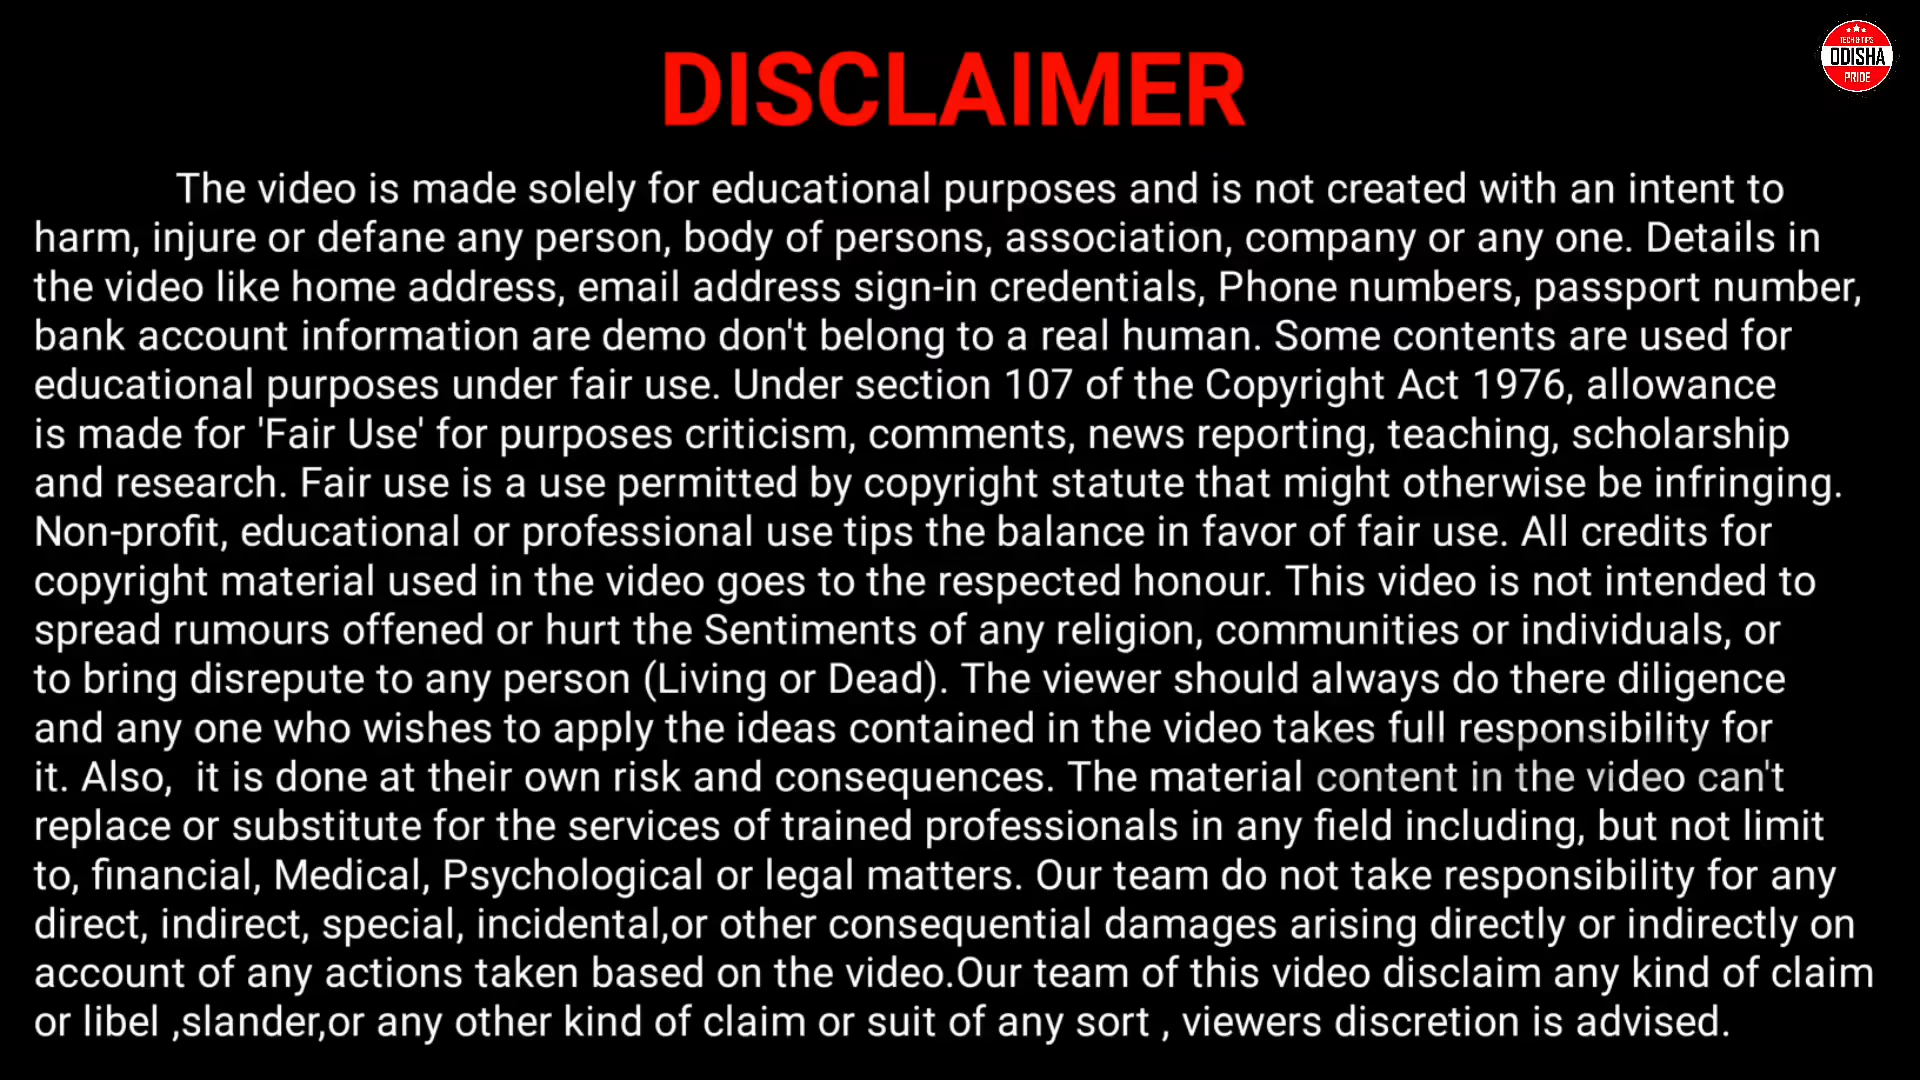 DISCLAIMER
TECH & TIPS
ODISHA
PRIDE
The video is made solely for educational purposes and is not created with an intent to
harm, injure or defane any person, body of persons, association, company or any one. Details in
the video like home address, email address sign-in credentials, Phone numbers, passport number,
bank account information are demo don't belong to a real human. Some contents are used for
educational purposes under fair use. Under section 107 of the Copyright Act 1976, allowance
is made for 'Fair Use' for purposes criticism, comments, news reporting, teaching, scholarship
and research. Fair use is a use permitted by copyright statute that might otherwise be infringing.
Non-profit, educational or professional use tips the balance in favor of fair use. All credits for
copyright material used in the video goes to the respected honour. This video is not intended to
spread rumours offened or hurt the Sentiments of any religion, communities or individuals, or
to bring disrepute to any person (Living or Dead). The viewer should always do there diligence
and any one who wishes to apply the ideas contained in the video takes full responsibility for
it. Also,  it is done at their own risk and consequences. The material content in the video can't
replace or substitute for the services of trained professionals in any field including, but not limit
to, financial, Medical, Psychological or legal matters. Our team do not take responsibility for any
direct, indirect, special, incidental,or other consequential damages arising directly or indirectly on
account of any actions taken based on the video.Our team of this video disclaim any kind of claim
or libel ,slander,or any other kind of claim or suit of any sort , viewers discretion is advised.